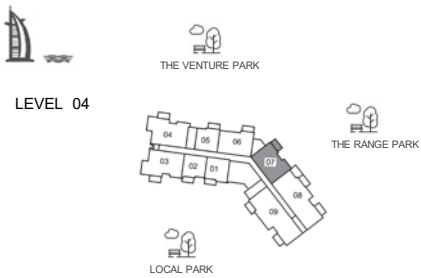 THE VENTURE PARK
LEVEL 04
THE RANGE PARK
04
05
06
07
03
02
01
08
09
LOCAL PARK